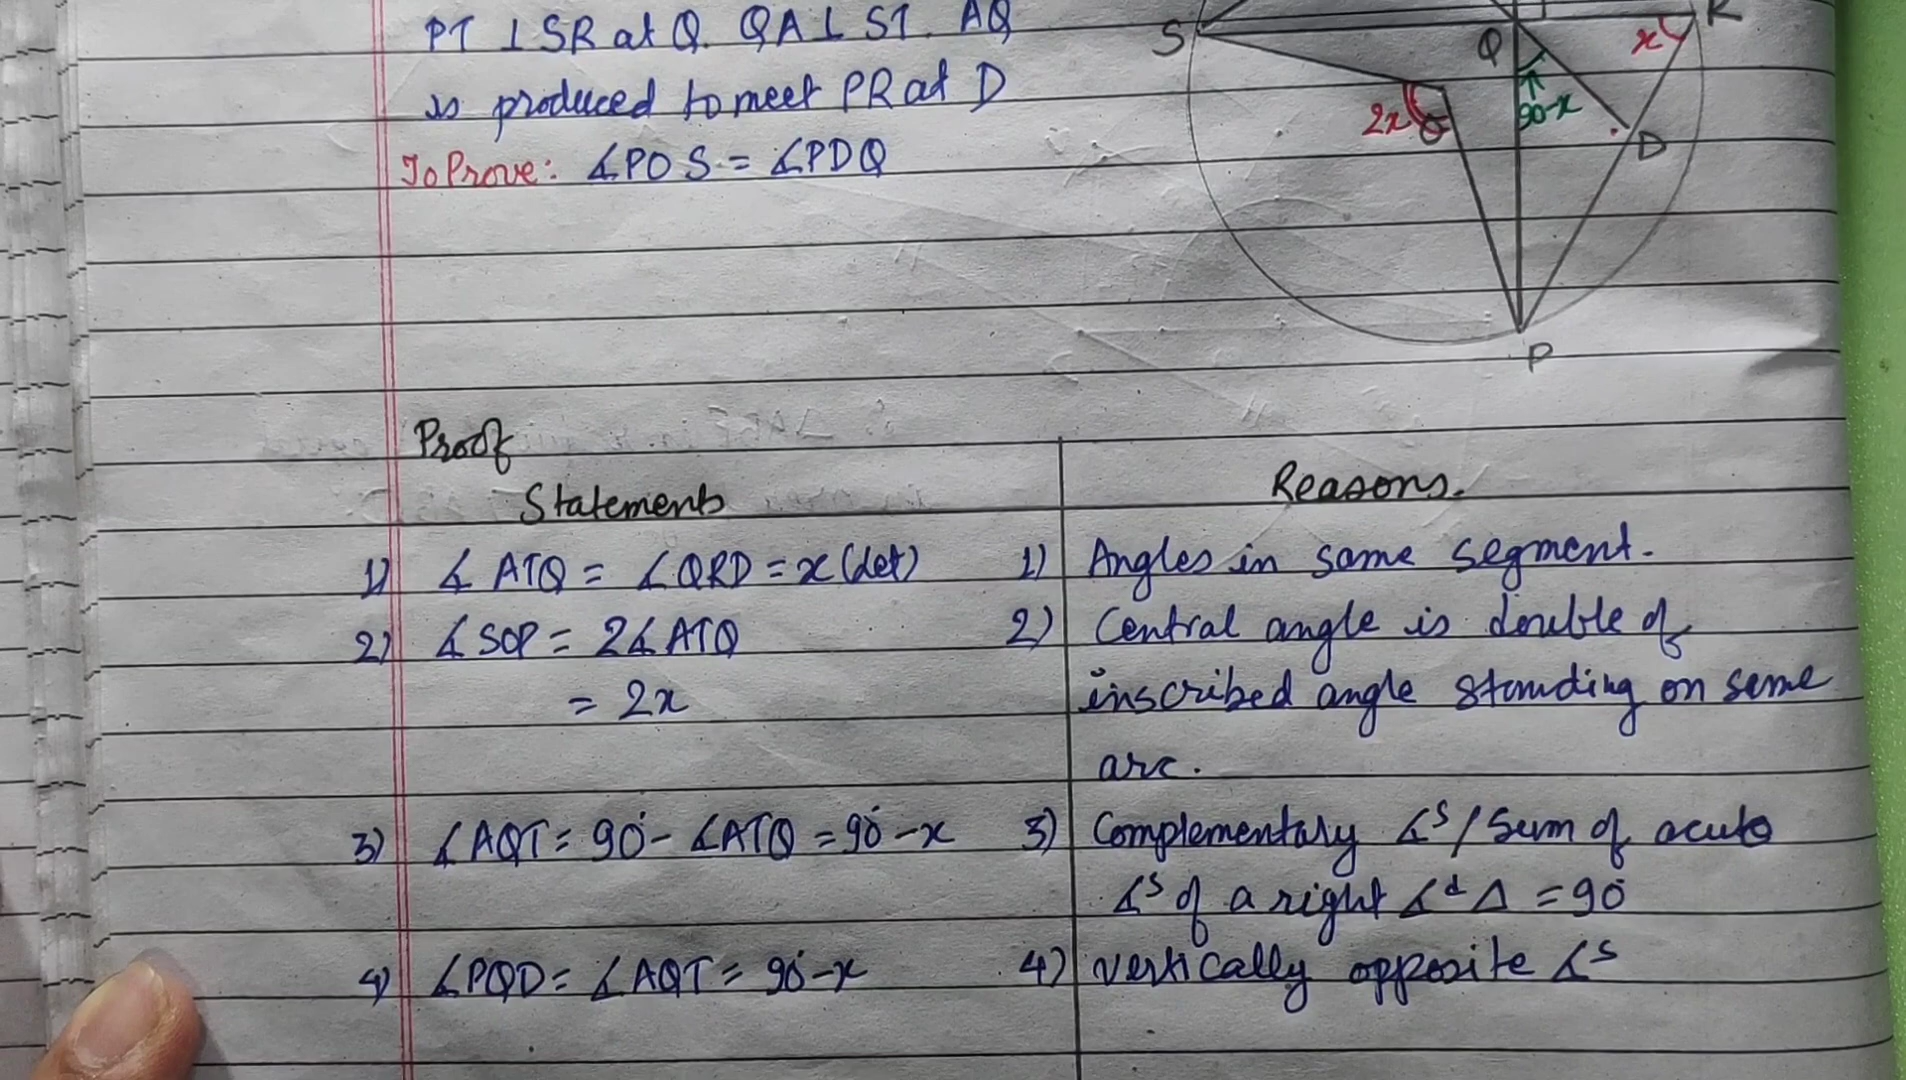 PT ⊥ SR at Q. QA ⊥ ST. AQ
is produced to meet PR at D
To Prove: ∡POS = ∡PDQ
S
Q
R
x
2x
O
90-x
D
P
Proof
Statements
Reasons.
1) ∡ATQ = ∡QRD = x (let)
1) Angles in same segment.
2) ∡SOP = 2∡ATQ
2) Central angle is double of
= 2x
inscribed angle standing on same
arc.
3) ∡AQT = 90° - ∡ATQ = 90° - x
3) Complementary ∡s / Sum of acute
∡s of a right ∡d Δ = 90°
4) ∡PQD = ∡AQT = 90° - x
4) vertically opposite ∡s